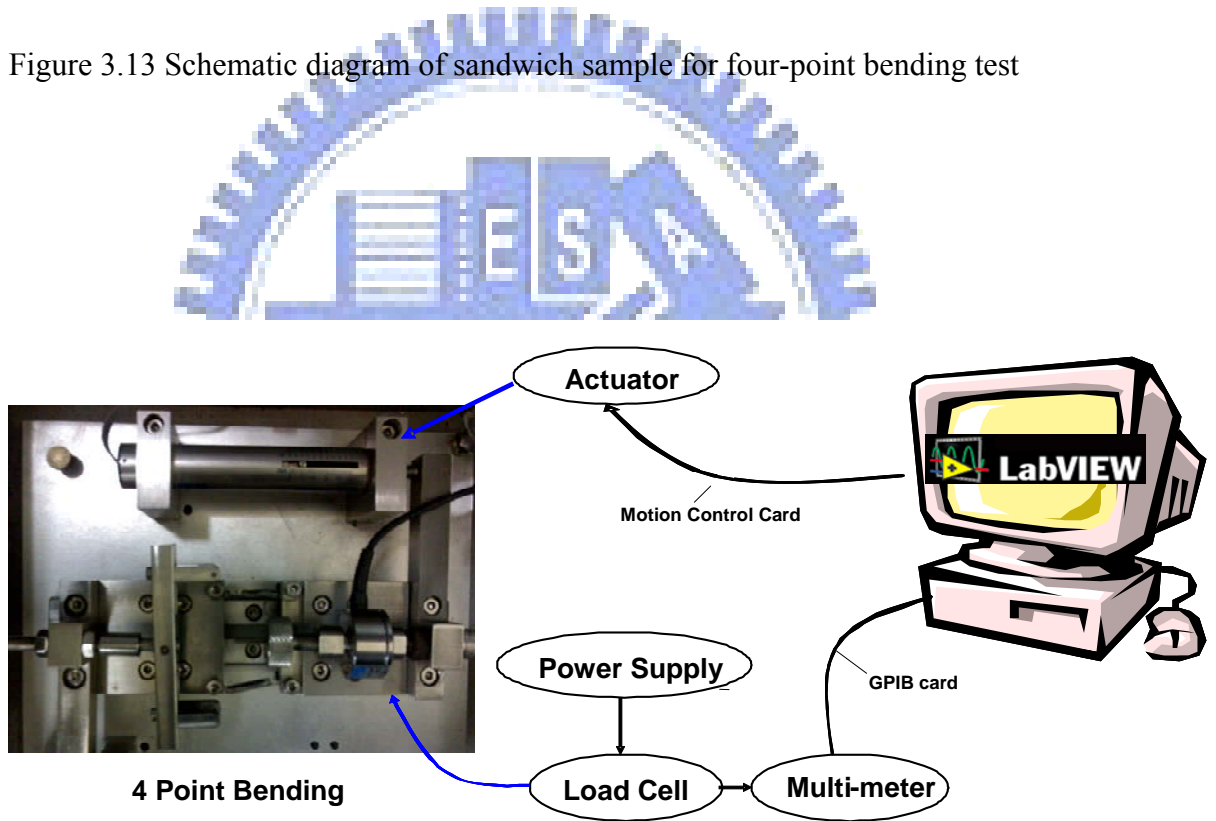 Figure 3.13 Schematic diagram of sandwich sample for four-point bending test
E S A
Actuator
LabVIEW
Motion Control Card
Power Supply
GPIB card
4 Point Bending
Load Cell
Multi-meter